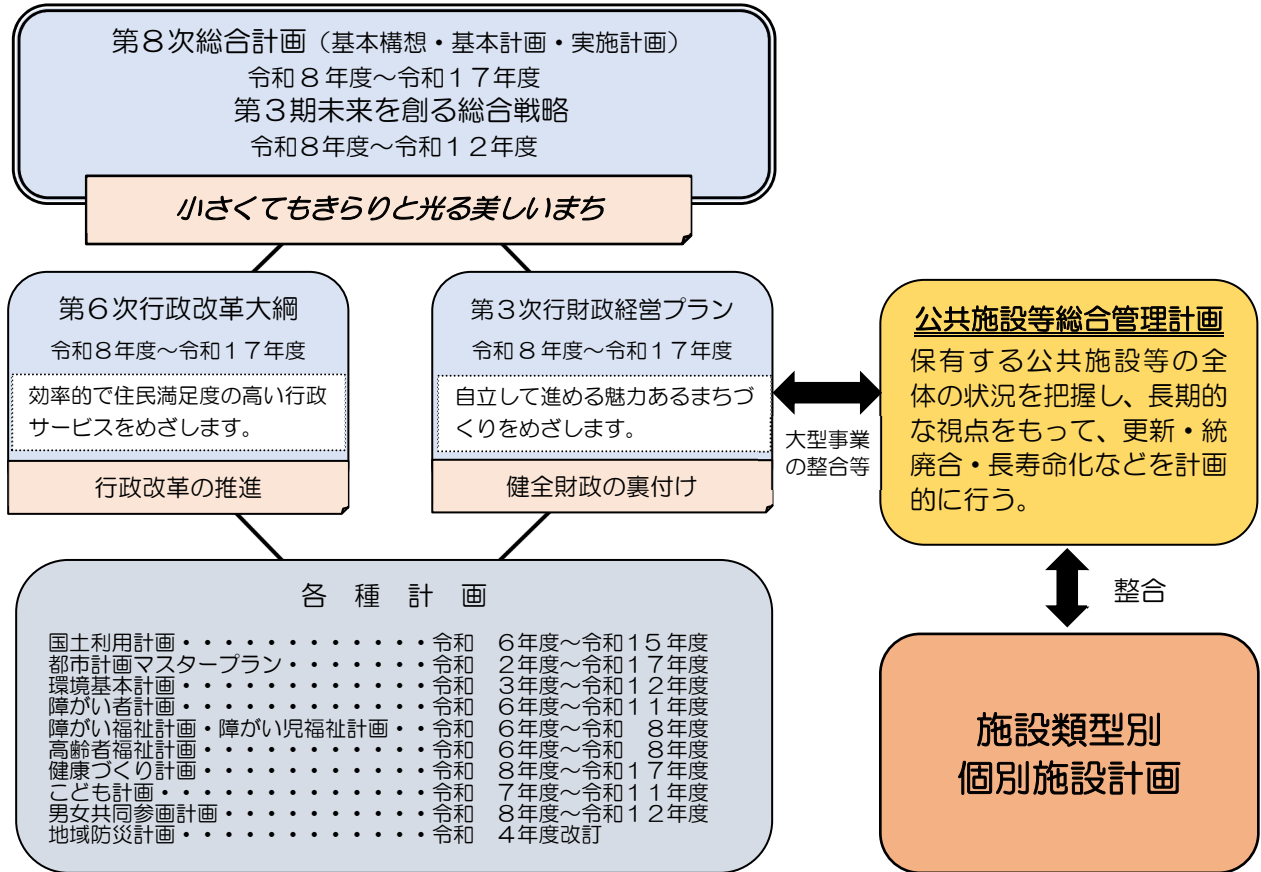 第8次総合計画（基本構想・基本計画・実施計画）
令和８年度～令和１７年度
第３期未来を創る総合戦略
令和８年度～令和１２年度
小さくてもきらりと光る美しいまち
第６次行政改革大綱
令和８年度～令和１７年度
効率的で住民満足度の高い行政
サービスをめざします。
行政改革の推進
第３次行財政経営プラン
令和８年度～令和１７年度
自立して進める魅力あるまちづ
くりをめざします。
健全財政の裏付け
大型事業
の整合等
公共施設等総合管理計画
保有する公共施設等の全
体の状況を把握し、長期的
な視点をもって、更新・統
廃合・長寿命化などを計画
的に行う。
整合
施設類型別
個別施設計画
各　種　計　画
国土利用計画・・・・・・・・・・・・令和　６年度～令和１５年度
都市計画マスタープラン・・・・・・・令和　２年度～令和１７年度
環境基本計画・・・・・・・・・・・・令和　３年度～令和１２年度
障がい者計画・・・・・・・・・・・・令和　６年度～令和１１年度
障がい福祉計画・障がい児福祉計画・・令和　６年度～令和　８年度
高齢者福祉計画・・・・・・・・・・・令和　６年度～令和　８年度
健康づくり計画・・・・・・・・・・・令和　８年度～令和１７年度
こども計画・・・・・・・・・・・・・令和　７年度～令和１１年度
男女共同参画計画・・・・・・・・・・令和　８年度～令和１２年度
地域防災計画・・・・・・・・・・・・令和　４年度改訂